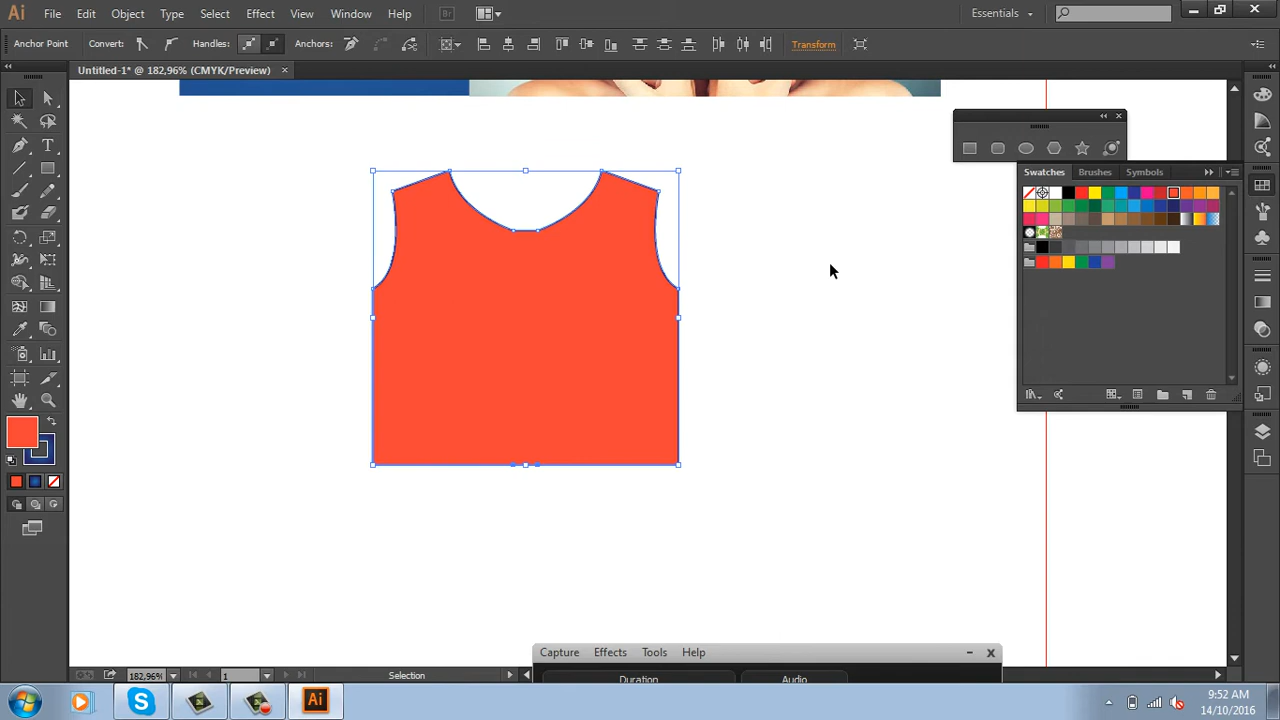 Ai File Edit Object Type Select Effect View Window Help Br Essentials
Anchor Point Convert: Handles: Anchors: Transform
Untitled-1* @ 182,96% (CMYK/Preview) ×
Swatches Brushes Symbols
Capture Effects Tools Help
Duration Audio
182,96% 1 Selection
Ai 9:52 AM
14/10/2016